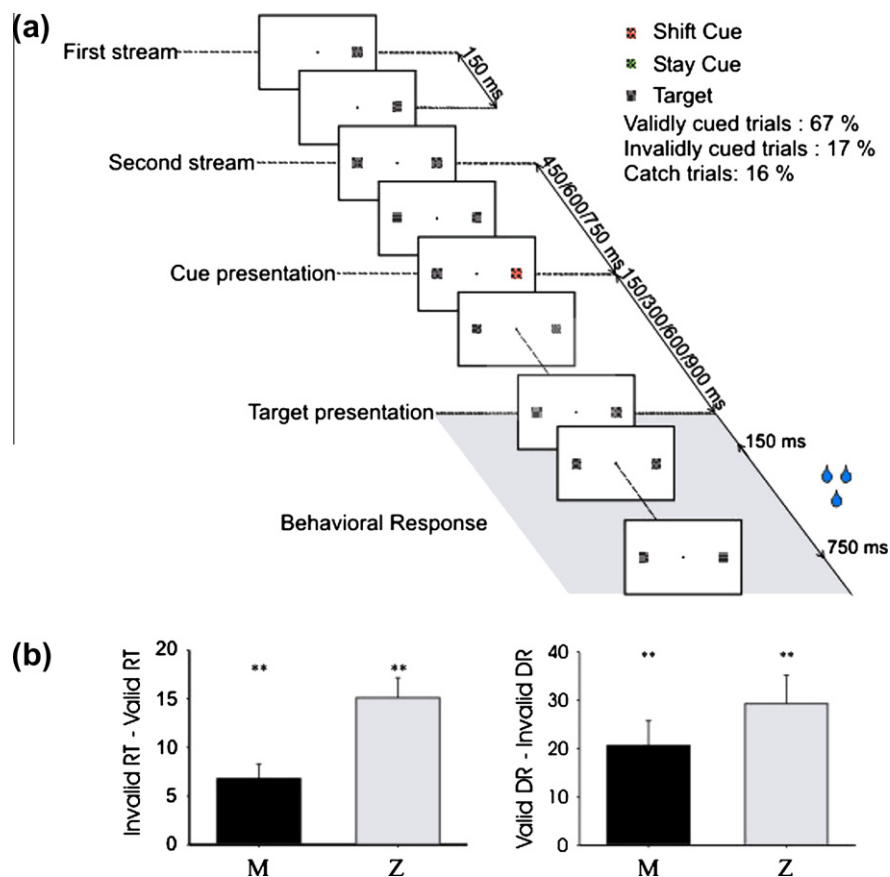 (a)
First stream
150 ms
Shift Cue
Stay Cue
Target
Validly cued trials : 67 %
Invalidly cued trials : 17 %
Catch trials: 16 %
Second stream
450/600/750 ms
Cue presentation
150/300/600/900 ms
Target presentation
150 ms
Behavioral Response
750 ms
(b)
Invalid RT - Valid RT
20
15
10
5
0
**
**
M
Z
Valid DR - Invalid DR
40
30
20
10
0
**
**
M
Z